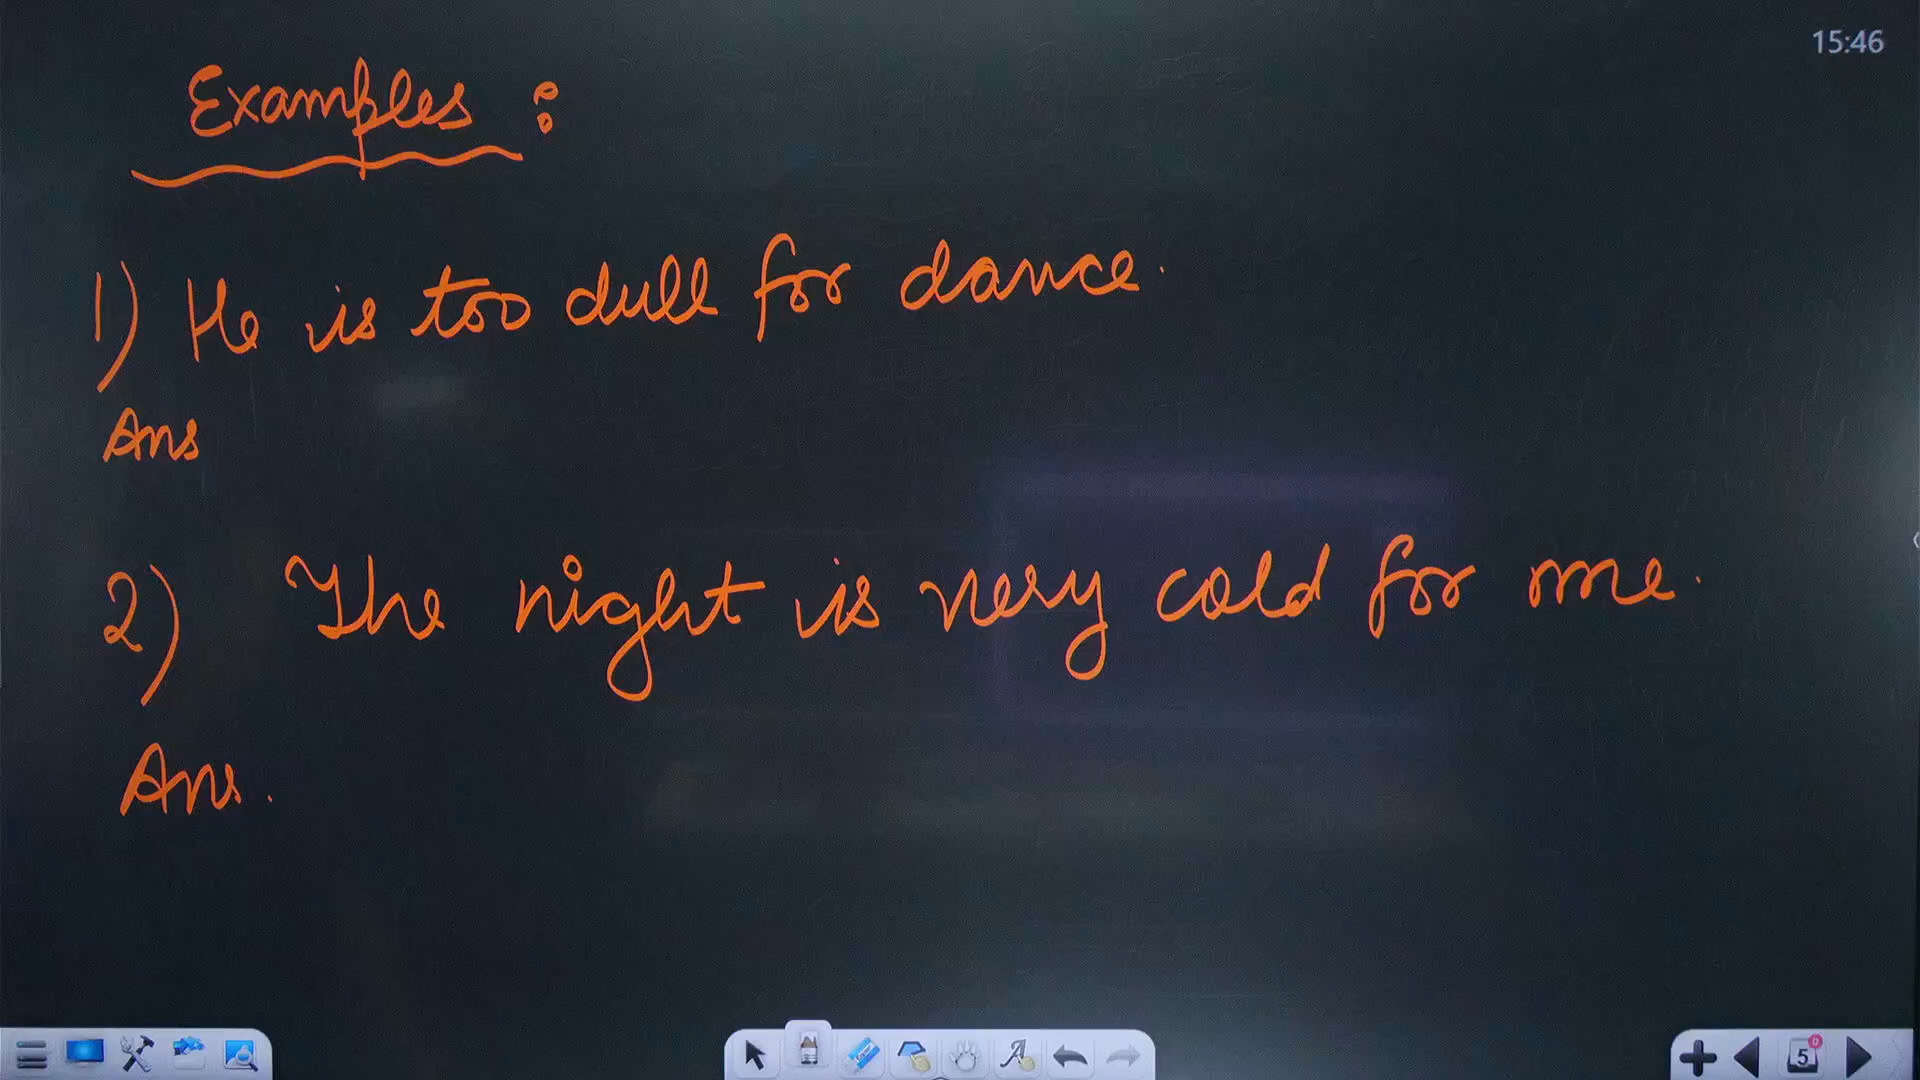 15:46
Examples :
1) He is too dull for dance.
Ans
2) The night is very cold for me.
Ans.
5